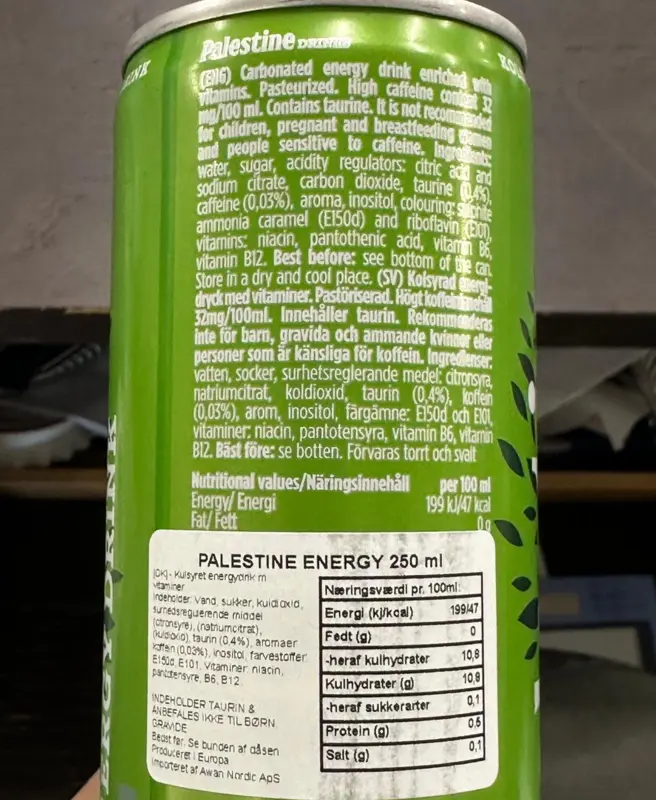 Palestine DRINKS
(ENG) Carbonated energy drink enriched with
vitamins. Pasteurized. High caffeine content 32
mg/100 ml. Contains taurine. It is not recommended
for children, pregnant and breastfeeding women
and people sensitive to caffeine. Ingredients:
water, sugar, acidity regulators: citric acid and
sodium citrate, carbon dioxide, taurine (0,4%),
caffeine (0,03%), aroma, inositol, colouring: sulphite
ammonia caramel (E150d) and riboflavin (E101),
vitamins: niacin, pantothenic acid, vitamin B6,
vitamin B12. Best before: see bottom of the can.
Store in a dry and cool place. (SV) Kolsyrad energi-
dryck med vitaminer. Pastöriserad. Högt koffeininnehåll
32mg/100ml. Innehåller taurin. Rekommenderas
inte för barn, gravida och ammande kvinnor eller
personer som är känsliga för koffein. Ingredienser:
vatten, socker, surhetsreglerande medel: citronsyra,
natriumcitrat, koldioxid, taurin (0,4%), koffein
(0,03%), arom, inositol, färgämne: E150d och E101,
vitaminer: niacin, pantotensyra, vitamin B6, vitamin
B12. Bäst före: se botten. Förvaras torrt och svalt
Nutritional values/Näringsinnehåll per 100 ml
Energy/ Energi 199 kJ/47 kcal
Fat/ Fett 0 g
ENERGY DRINK
PALESTINE ENERGY 250 ml
(DK) - Kulsyret energydrik m
vitaminer
Indeholder: Vand, sukker, kuldioxid,
surhedsregulerende middel
(citronsyre), (natriumcitrat),
(kuldioxid), taurin (0,4%), aromaer
koffein (0,03%), inositol, farvestoffer
E150d, E101, Vitaminer: niacin,
pantotensyre, B6, B12.
INDEHOLDER TAURIN &
ANBEFALES IKKE TIL BØRN
GRAVIDE
Bedst før: Se bunden af dåsen
Produceret i Europa
Importeret af Awan Nordic ApS
Næringsværdi pr. 100ml:
Energi (kj/kcal) 199/47
Fedt (g) 0
-heraf kulhydrater 10,8
Kulhydrater (g) 10,9
-heraf sukkerarter 0,1
Protein (g) 0,5
Salt (g) 0,1